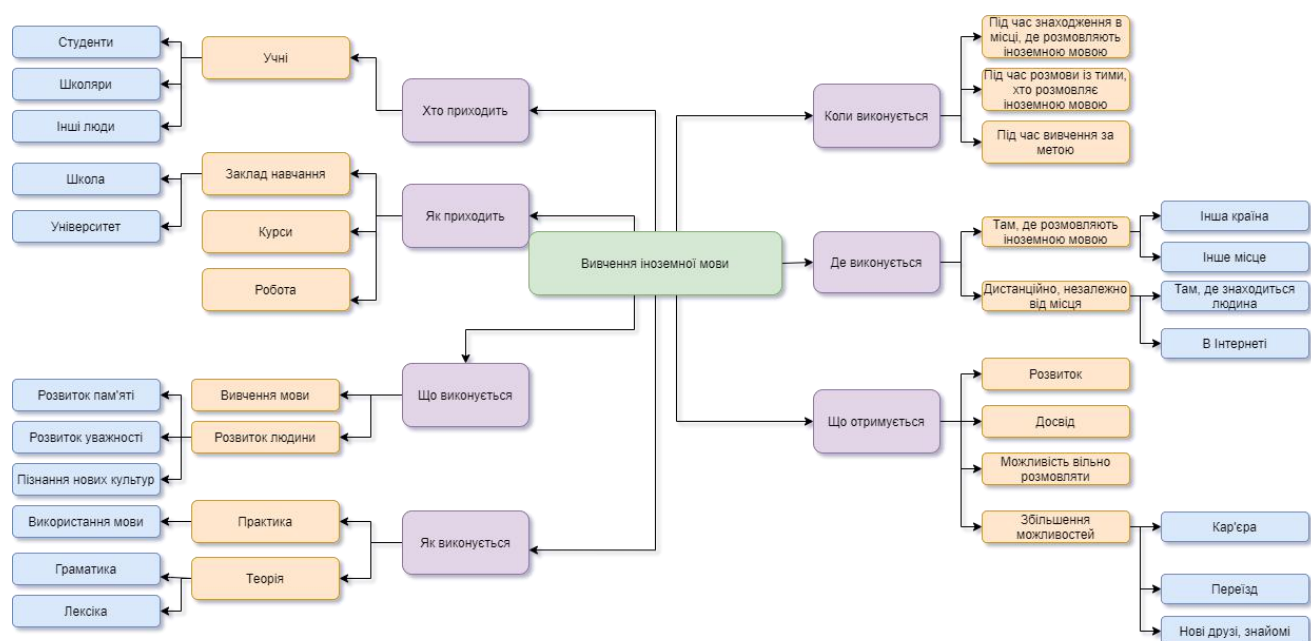 Вивчення іноземної мови
Хто приходить
Учні
Студенти
Школяри
Інші люди
Як приходить
Заклад навчання
Школа
Університет
Курси
Робота
Що виконується
Вивчення мови
Розвиток людини
Розвиток пам'яті
Розвиток уважності
Пізнання нових культур
Як виконується
Практика
Використання мови
Теорія
Граматика
Лексіка
Коли виконується
Під час знаходження в
місці, де розмовляють
іноземною мовою
Під час розмови із тими,
хто розмовляє
іноземною мовою
Під час вивчення за
метою
Де виконується
Там, де розмовляють
іноземною мовою
Інша країна
Інше місце
Дистанційно, незалежно
від місця
Там, де знаходиться
людина
В Інтернеті
Що отримується
Розвиток
Досвід
Можливість вільно
розмовляти
Збільшення
можливостей
Кар'єра
Переїзд
Нові друзі, знайомі